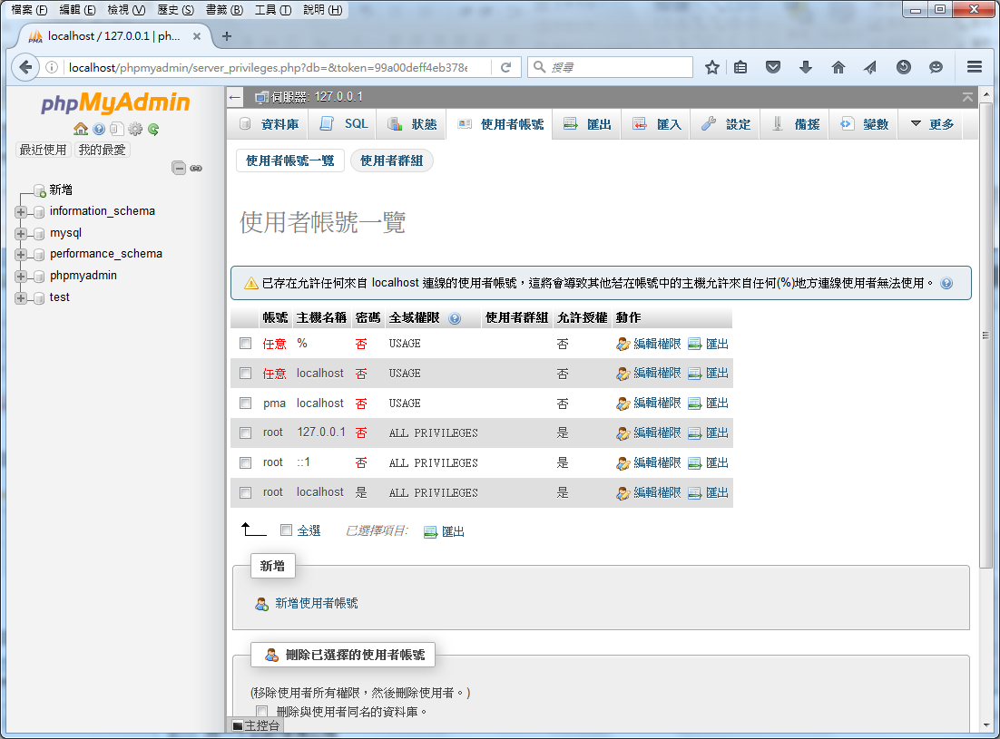 檔案 (F) 編輯 (E) 檢視 (V) 歷史 (S) 書籤 (B) 工具 (T) 說明 (H)
PMA localhost / 127.0.0.1 | ph...
localhost/phpmyadmin/server_privileges.php?db=&token=99a00deff4eb378e
搜尋
phpMyAdmin
最近使用 我的最愛
新增
information_schema
mysql
performance_schema
phpmyadmin
test
伺服器: 127.0.0.1
資料庫 SQL 狀態 使用者帳號 匯出 匯入 設定 備援 變數 更多
使用者帳號一覽 使用者群組
使用者帳號一覽
已存在允許任何來自 localhost 連線的使用者帳號，這將會導致其他若在帳號中的主機允許來自任何(%)地方連線使用者無法使用。
帳號 主機名稱 密碼 全域權限 使用者群組 允許授權 動作
任意 % 否 USAGE 否 編輯權限 匯出
任意 localhost 否 USAGE 否 編輯權限 匯出
pma localhost 否 USAGE 否 編輯權限 匯出
root 127.0.0.1 否 ALL PRIVILEGES 是 編輯權限 匯出
root ::1 否 ALL PRIVILEGES 是 編輯權限 匯出
root localhost 是 ALL PRIVILEGES 是 編輯權限 匯出
全選 已選擇項目: 匯出
新增
新增使用者帳號
刪除已選擇的使用者帳號
(移除使用者所有權限，然後刪除使用者。)
刪除與使用者同名的資料庫。
主控台